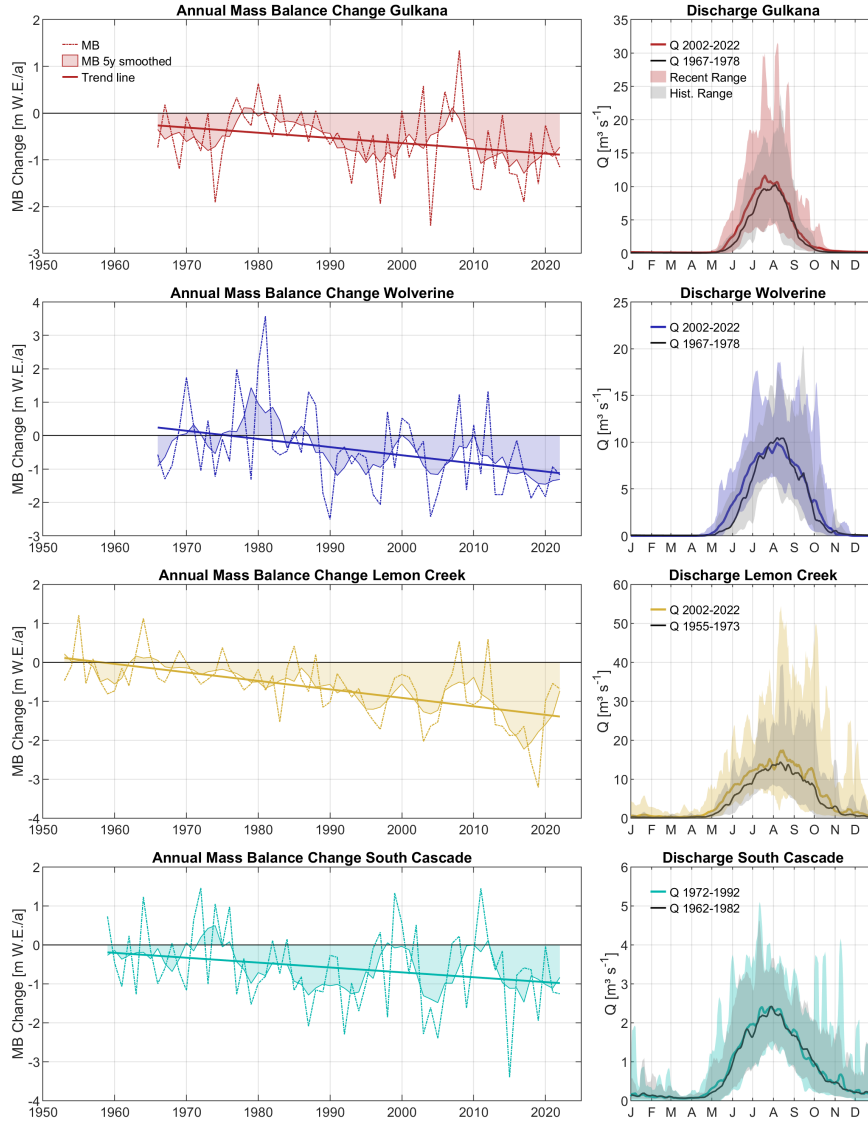 Annual Mass Balance Change Gulkana
MB Change [m W.E./a]
2
1
0
-1
-2
-3
MB
MB 5y smoothed
Trend line
1950 1960 1970 1980 1990 2000 2010 2020
Discharge Gulkana
Q [m³ s⁻¹]
35
30
25
20
15
10
5
0
Q 2002-2022
Q 1967-1978
Recent Range
Hist. Range
J F M A M J J A S O N D
Annual Mass Balance Change Wolverine
MB Change [m W.E./a]
4
3
2
1
0
-1
-2
-3
1950 1960 1970 1980 1990 2000 2010 2020
Discharge Wolverine
Q [m³ s⁻¹]
25
20
15
10
5
0
Q 2002-2022
Q 1967-1978
J F M A M J J A S O N D
Annual Mass Balance Change Lemon Creek
MB Change [m W.E./a]
2
1
0
-1
-2
-3
-4
1950 1960 1970 1980 1990 2000 2010 2020
Discharge Lemon Creek
Q [m³ s⁻¹]
60
50
40
30
20
10
0
Q 2002-2022
Q 1955-1973
J F M A M J J A S O N D
Annual Mass Balance Change South Cascade
MB Change [m W.E./a]
2
1
0
-1
-2
-3
-4
1950 1960 1970 1980 1990 2000 2010 2020
Discharge South Cascade
Q [m³ s⁻¹]
6
5
4
3
2
1
0
Q 1972-1992
Q 1962-1982
J F M A M J J A S O N D